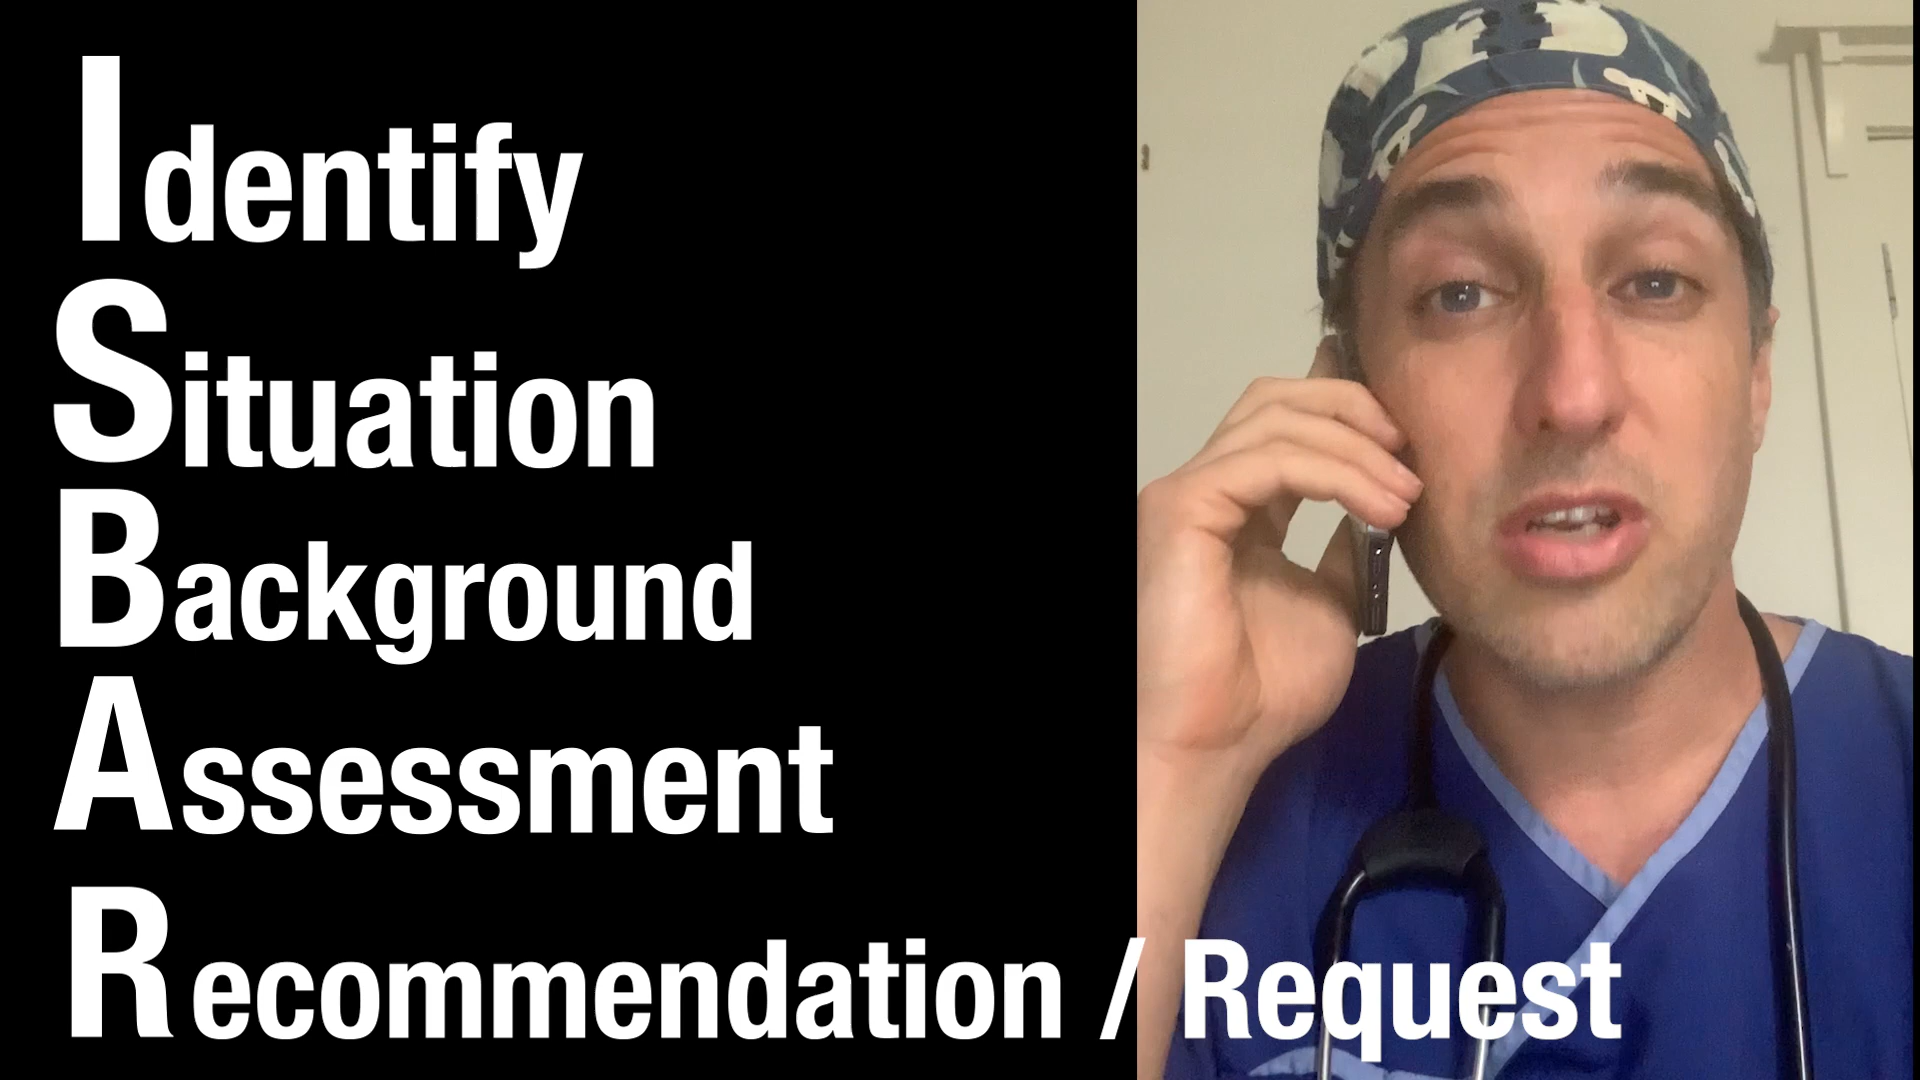 Identify
Situation
Background
Assessment
Recommendation / Request